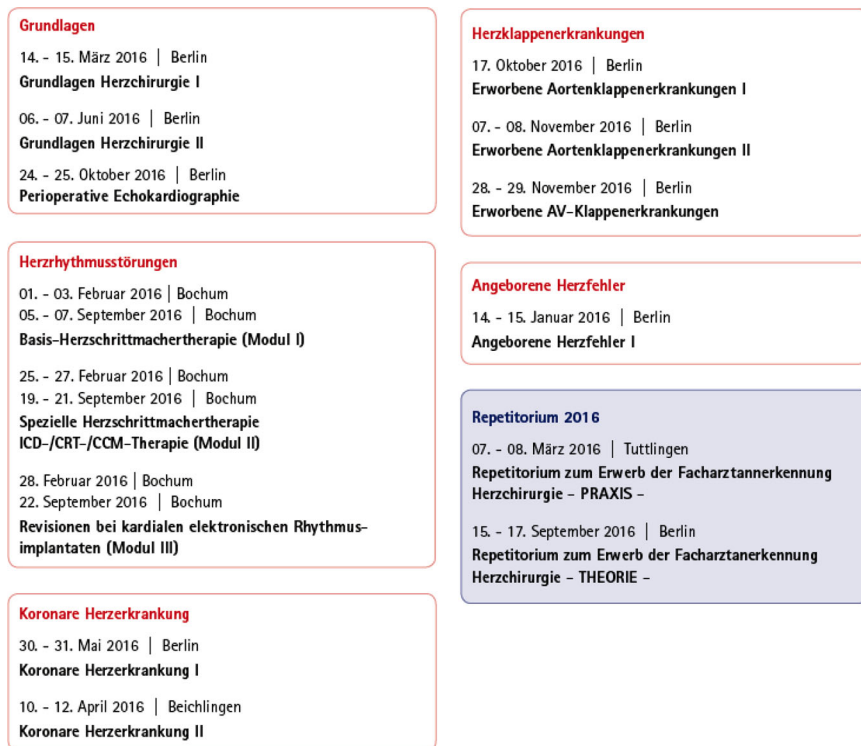 Grundlagen
14. - 15. März 2016 | Berlin
Grundlagen Herzchirurgie I
06. - 07. Juni 2016 | Berlin
Grundlagen Herzchirurgie II
24. - 25. Oktober 2016 | Berlin
Perioperative Echokardiographie
Herzrhythmusstörungen
01. - 03. Februar 2016 | Bochum
05. - 07. September 2016 | Bochum
Basis-Herzschrittmachertherapie (Modul I)
25. - 27. Februar 2016 | Bochum
19. - 21. September 2016 | Bochum
Spezielle Herzschrittmachertherapie
ICD-/CRT-/CCM-Therapie (Modul II)
28. Februar 2016 | Bochum
22. September 2016 | Bochum
Revisionen bei kardialen elektronischen Rhythmus-
implantaten (Modul III)
Koronare Herzerkrankung
30. - 31. Mai 2016 | Berlin
Koronare Herzerkrankung I
10. - 12. April 2016 | Beichlingen
Koronare Herzerkrankung II
Herzklappenerkrankungen
17. Oktober 2016 | Berlin
Erworbene Aortenklappenerkrankungen I
07. - 08. November 2016 | Berlin
Erworbene Aortenklappenerkrankungen II
28. - 29. November 2016 | Berlin
Erworbene AV-Klappenerkrankungen
Angeborene Herzfehler
14. - 15. Januar 2016 | Berlin
Angeborene Herzfehler I
Repetitorium 2016
07. - 08. März 2016 | Tuttlingen
Repetitorium zum Erwerb der Facharztannerkennung
Herzchirurgie - PRAXIS -
15. - 17. September 2016 | Berlin
Repetitorium zum Erwerb der Facharztanerkennung
Herzchirurgie - THEORIE -